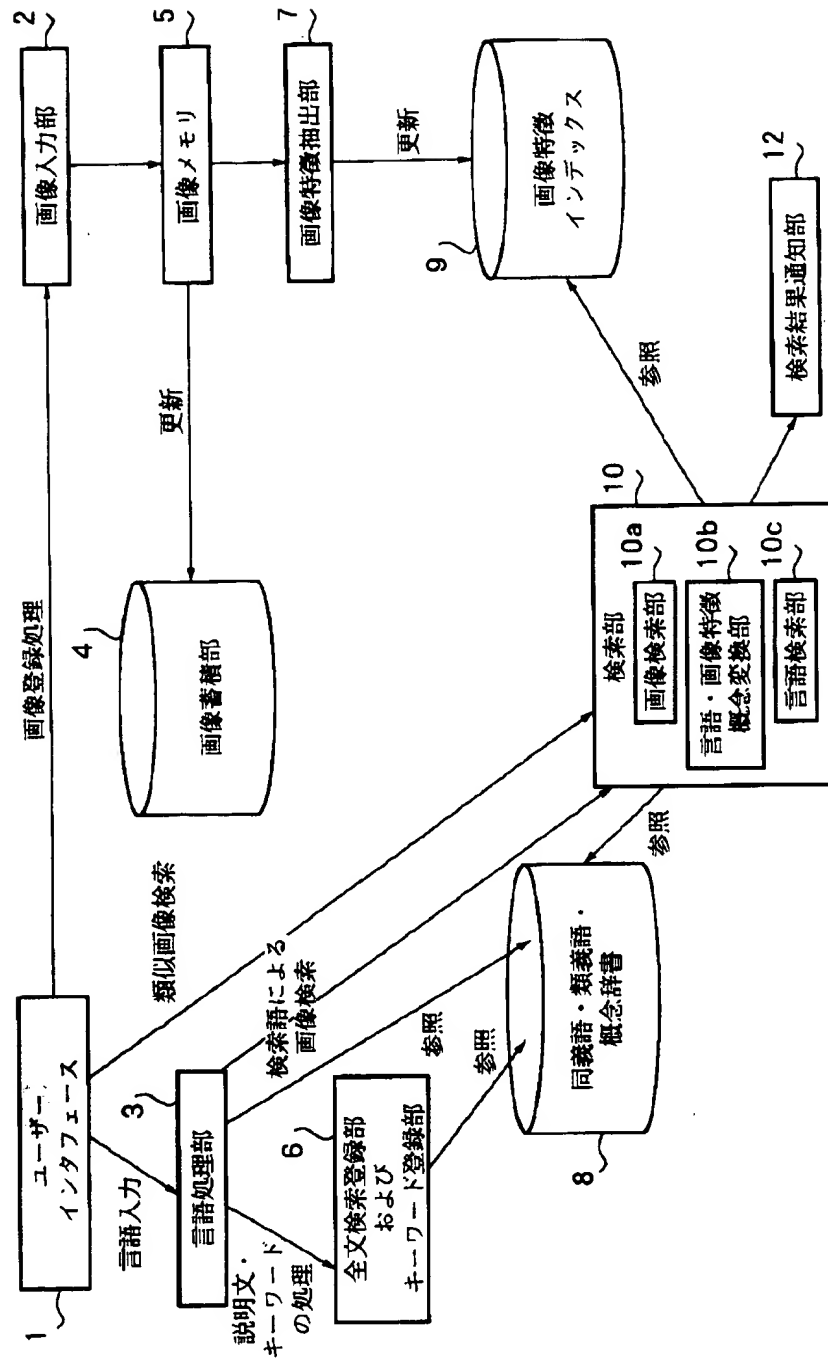 1
ユーザー
インタフェース
画像登録処理
2
画像入力部
言語入力
3
言語処理部
類似画像検索
4
画像蓄積部
更新
5
画像メモリ
説明文・
キーワード
の処理
検索語による
画像検索
7
画像特徴抽出部
6
全文検索登録部
および
キーワード登録部
参照
参照
更新
8
同義語・類義語・
概念辞書
参照
9
画像特徴
インデックス
参照
検索部
10
画像検索部
10a
言語・画像特徴
概念変換部
10b
言語検索部
10c
検索結果通知部
12